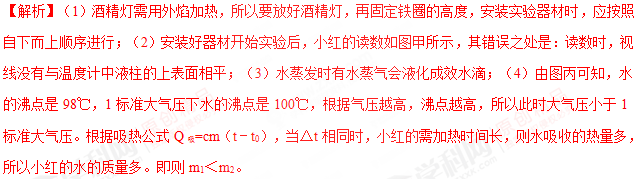 【解析】（1）酒精灯需用外焰加热，所以要放好酒精灯，再固定铁圈的高度，安装实验器材时，应按照
自下而上顺序进行；（2）安装好器材开始实验后，小红的读数如图甲所示，其错误之处是：读数时，视
线没有与温度计中液柱的上表面相平；（3）水蒸发时有水蒸气会液化成效水滴；（4）由图丙可知，水
的沸点是 98℃，1 标准大气压下水的沸点是 100℃，根据气压越高，沸点越高，所以此时大气压小于 1
标准大气压。根据吸热公式 Q吸=cm（t－t₀），当△t 相同时，小红的需加热时间长，则水吸收的热量多，
所以小红的水的质量多。即则 m₁＜m₂。